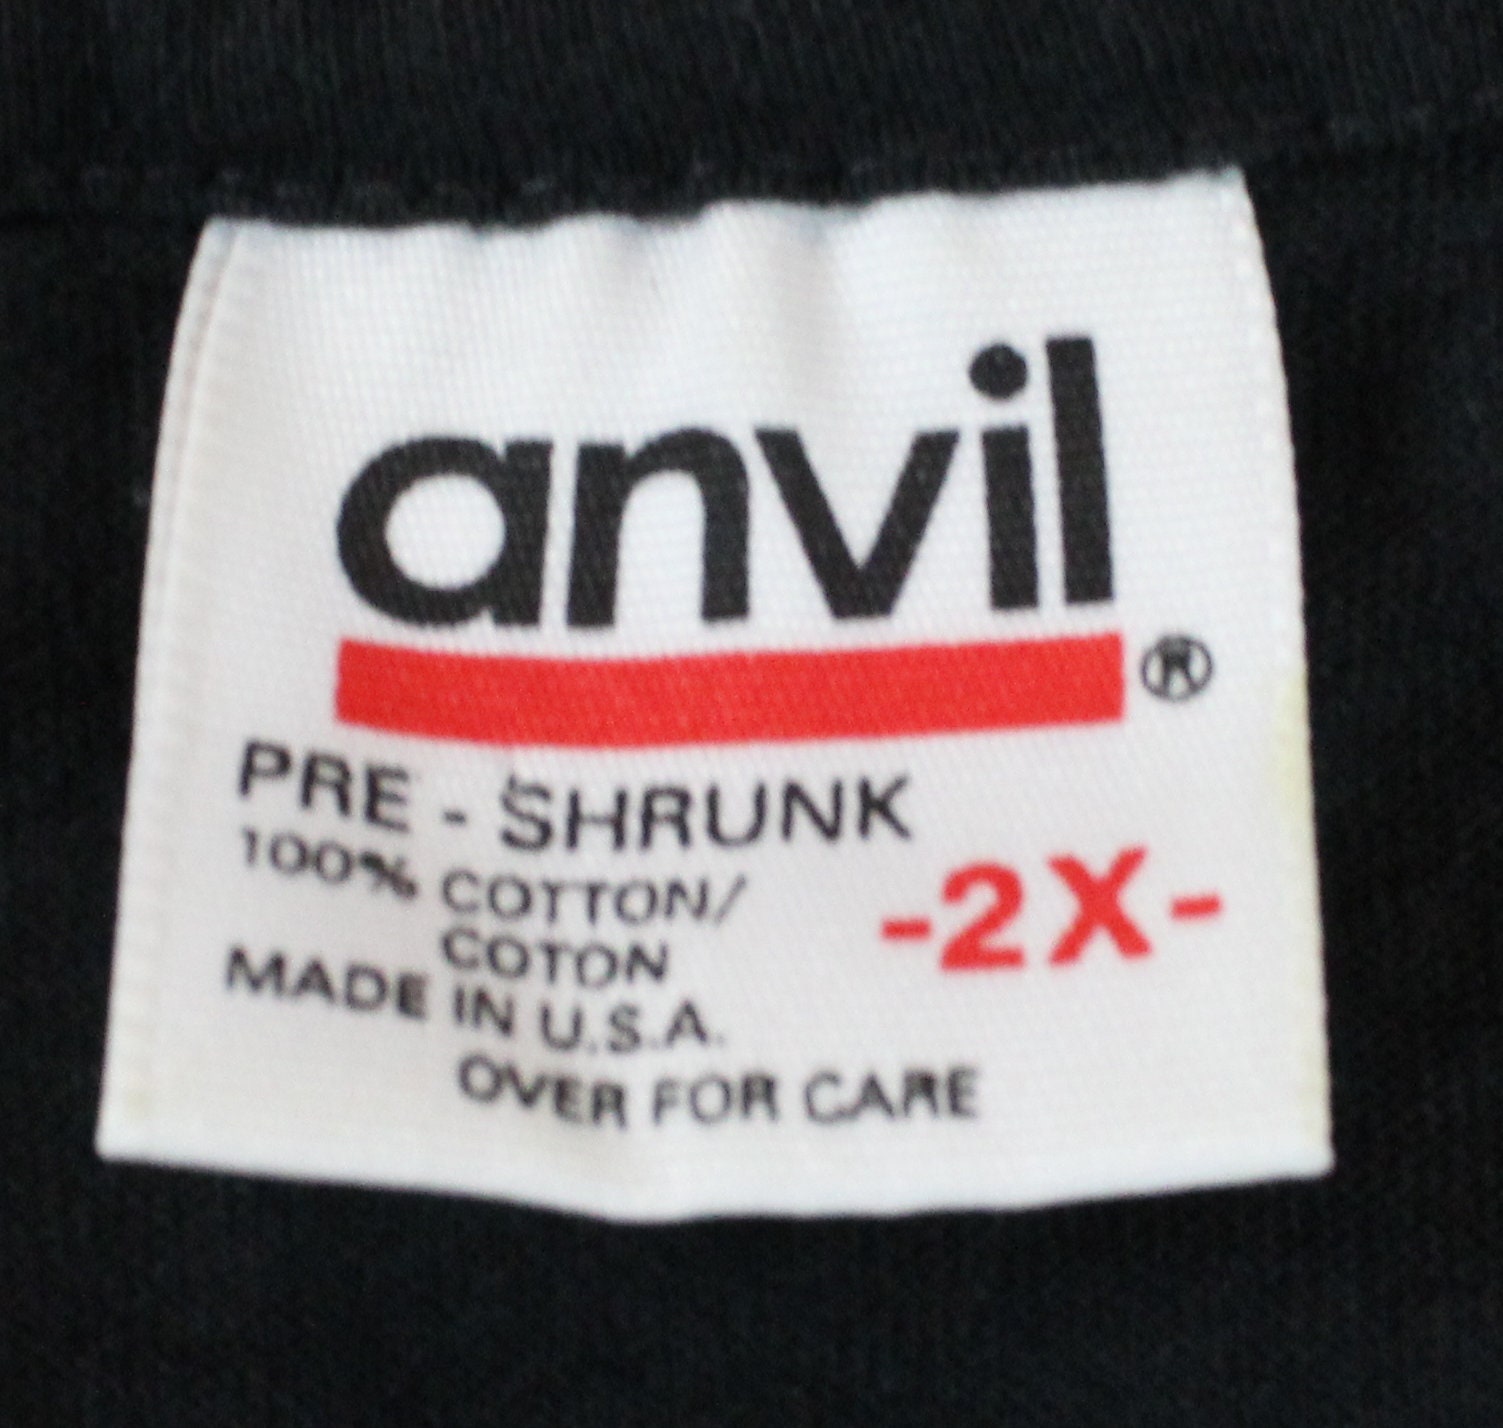 anvil®
PRE - SHRUNK
100% COTTON/
COTON
-2X-
MADE IN U.S.A.
OVER FOR CARE